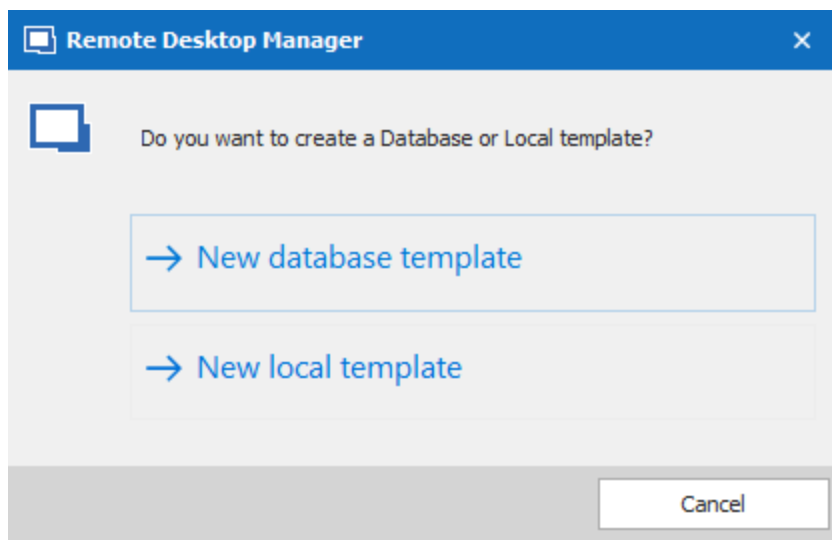 Remote Desktop Manager
Do you want to create a Database or Local template?
→ New database template
→ New local template
Cancel